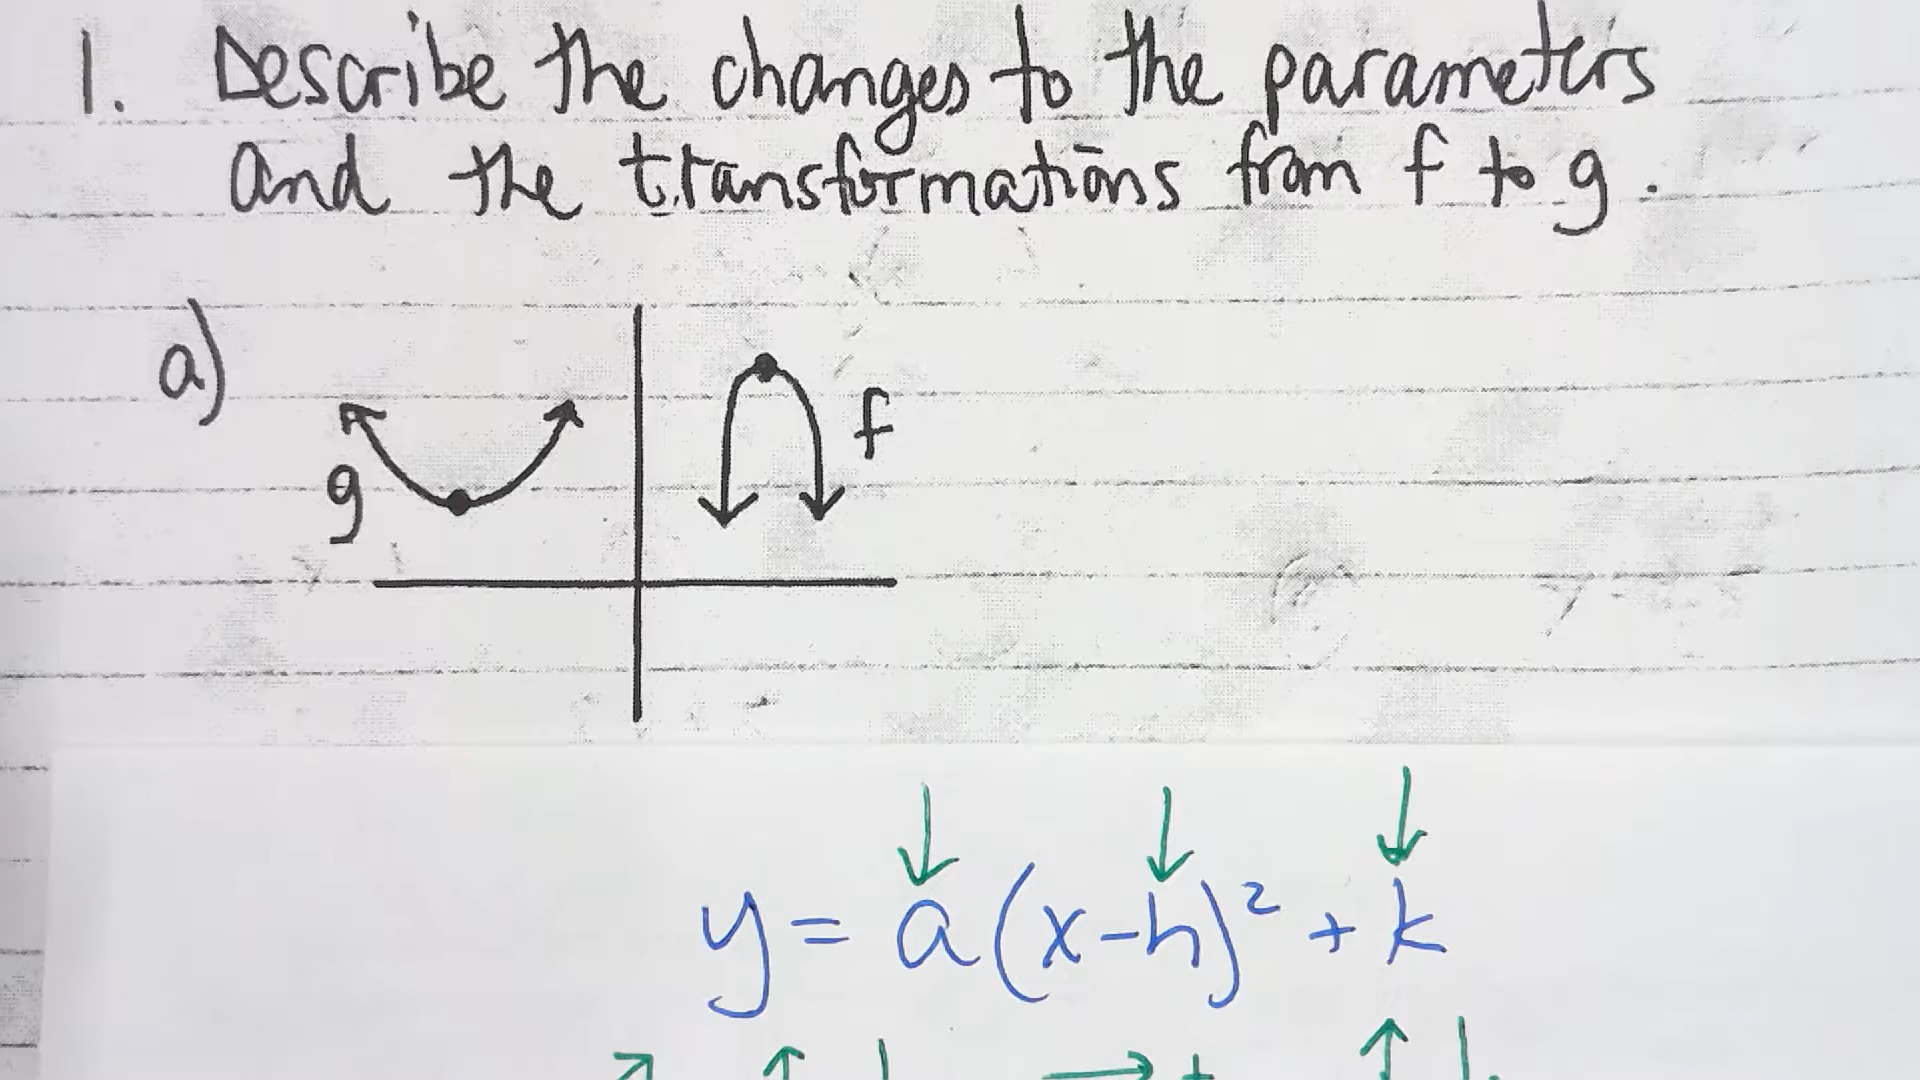 1. Describe the changes to the parameters
and the transformations from f to g.
a)
g
f
y = a(x-h)² + k